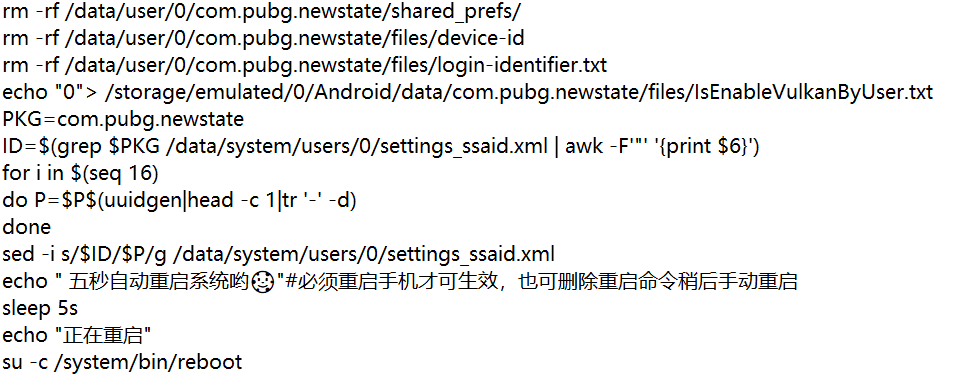 rm -rf /data/user/0/com.pubg.newstate/shared_prefs/
rm -rf /data/user/0/com.pubg.newstate/files/device-id
rm -rf /data/user/0/com.pubg.newstate/files/login-identifier.txt
echo "0"> /storage/emulated/0/Android/data/com.pubg.newstate/files/IsEnableVulkanByUser.txt
PKG=com.pubg.newstate
ID=$(grep $PKG /data/system/users/0/settings_ssaid.xml | awk -F'"' '{print $6}')
for i in $(seq 16)
do P=$P$(uuidgen|head -c 1|tr '-' -d)
done
sed -i s/$ID/$P/g /data/system/users/0/settings_ssaid.xml
echo " 五秒自动重启系统哟🤡"#必须重启手机才可生效，也可删除重启命令稍后手动重启
sleep 5s
echo "正在重启"
su -c /system/bin/reboot